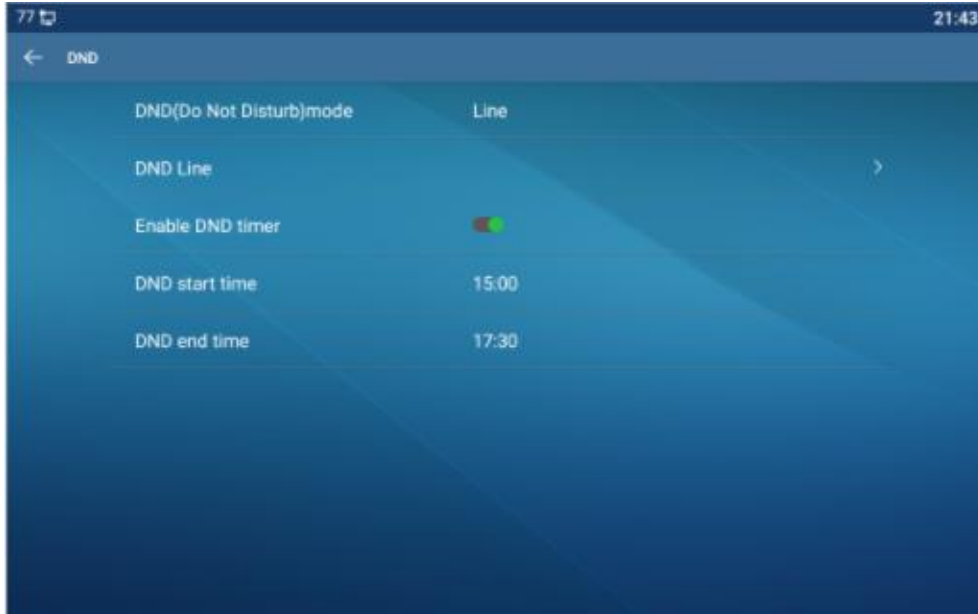 77 21:43
DND
DND(Do Not Disturb)mode Line
DND Line
Enable DND timer
DND start time 15:00
DND end time 17:30